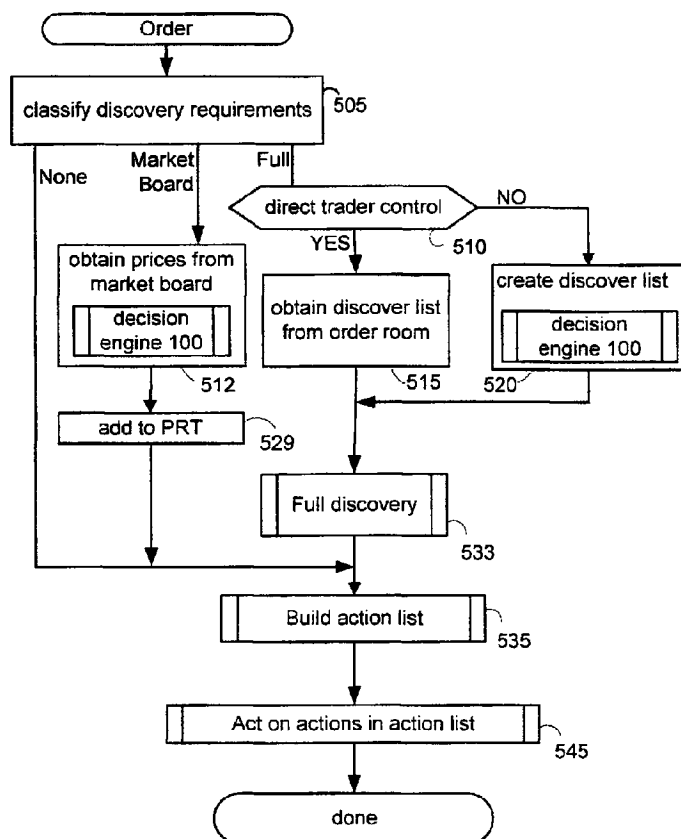 Order
classify discovery requirements
505
None
Market
Board
Full
direct trader control
NO
510
YES
obtain prices from
market board
decision
engine 100
512
obtain discover list
from order room
515
create discover list
decision
engine 100
520
add to PRT
529
Full discovery
533
Build action list
535
Act on actions in action list
545
done